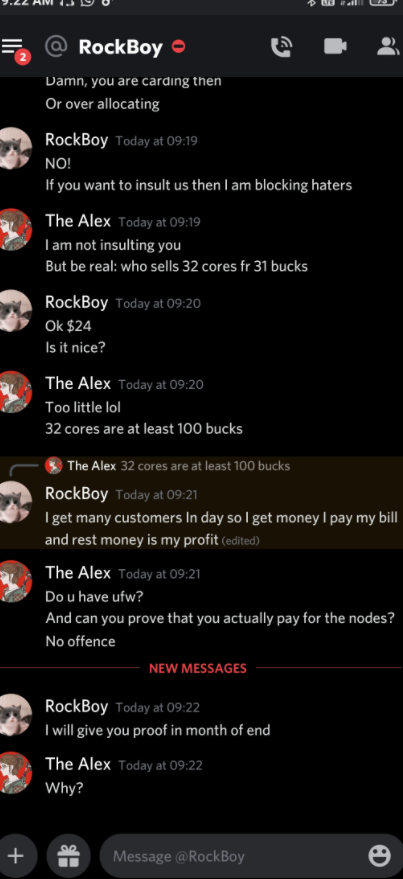 9:22 AM
2
@ RockBoy
Damn, you are carding then
Or over allocating
RockBoy Today at 09:19
NO!
If you want to insult us then I am blocking haters
The Alex Today at 09:19
I am not insulting you
But be real: who sells 32 cores fr 31 bucks
RockBoy Today at 09:20
Ok $24
Is it nice?
The Alex Today at 09:20
Too little lol
32 cores are at least 100 bucks
The Alex 32 cores are at least 100 bucks
RockBoy Today at 09:21
I get many customers In day so I get money I pay my bill
and rest money is my profit (edited)
The Alex Today at 09:21
Do u have ufw?
And can you prove that you actually pay for the nodes?
No offence
NEW MESSAGES
RockBoy Today at 09:22
I will give you proof in month of end
The Alex Today at 09:22
Why?
Message @RockBoy